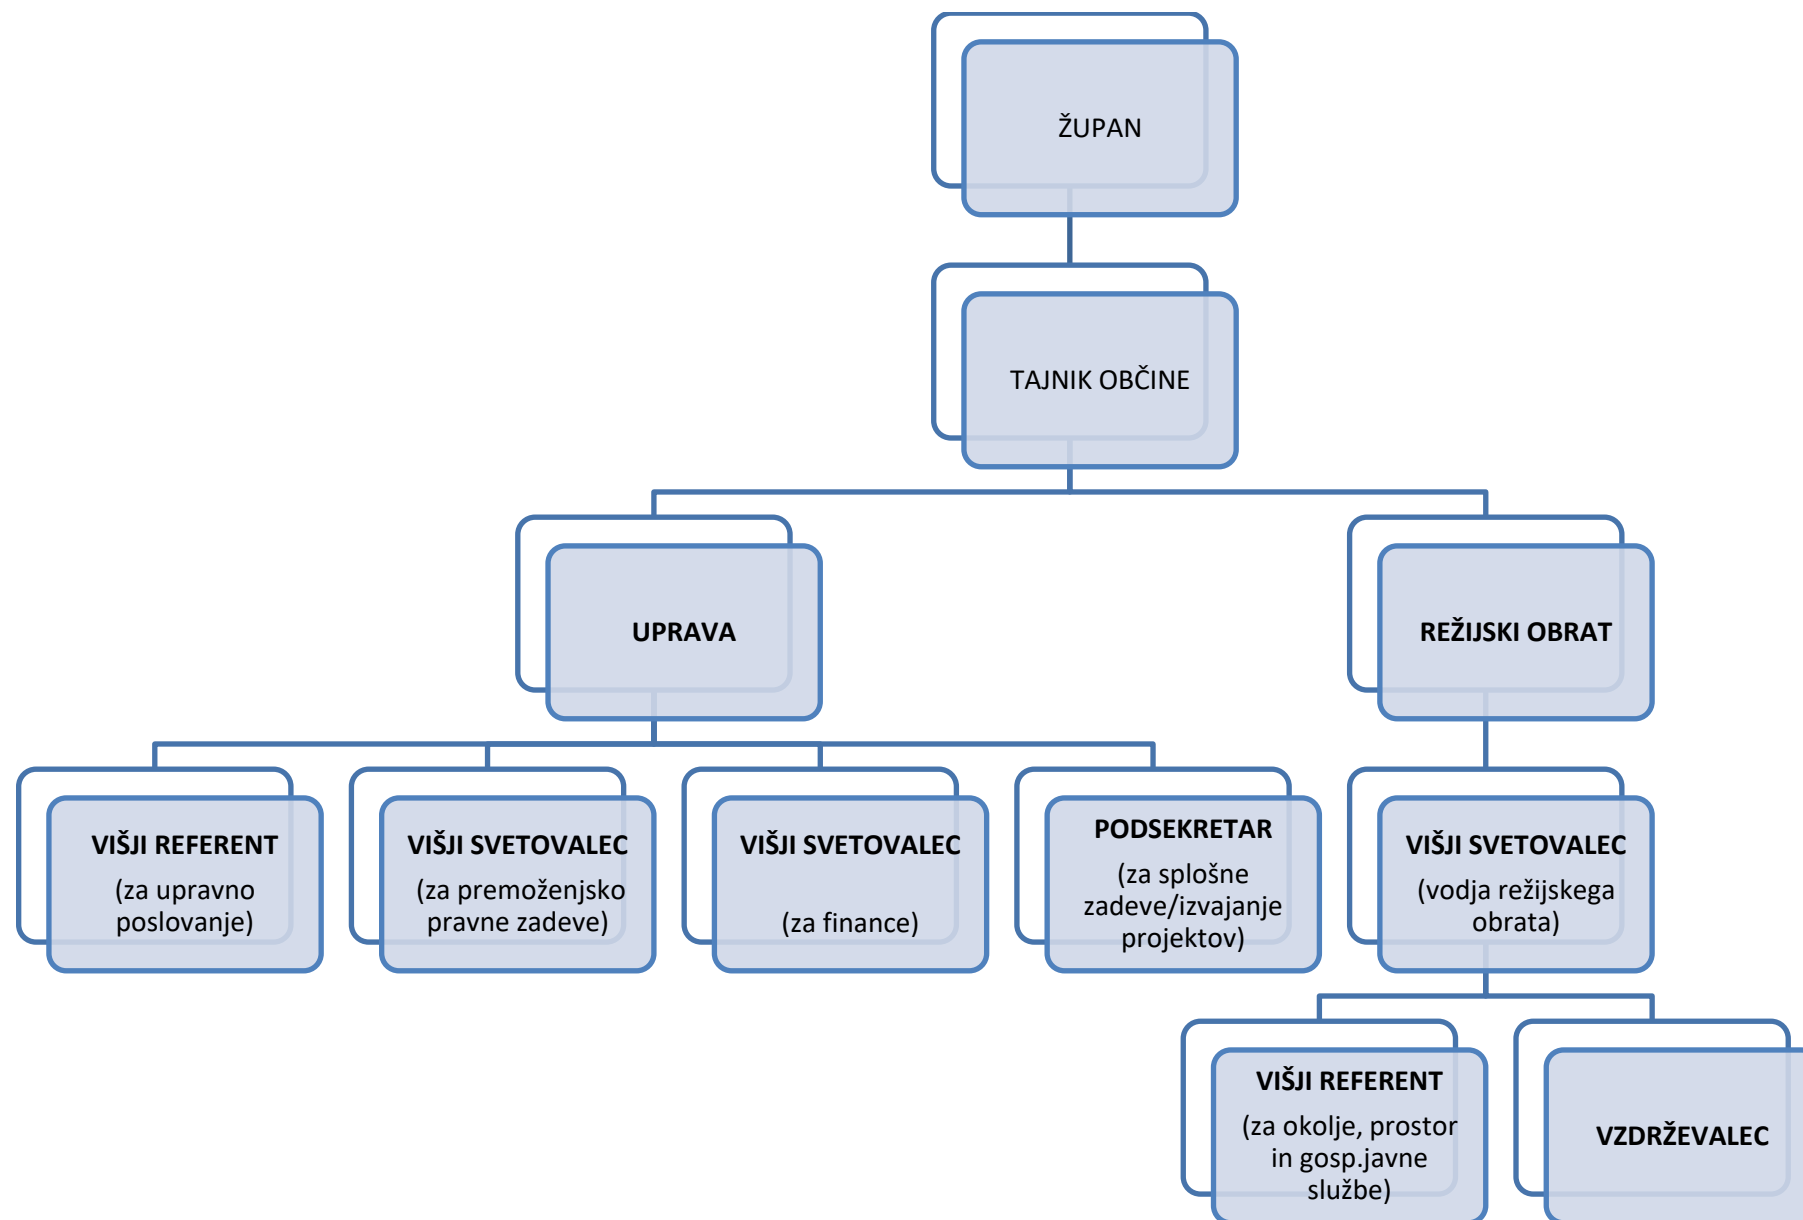 ŽUPAN
TAJNIK OBČINE
UPRAVA
REŽIJSKI OBRAT
VIŠJI REFERENT
(za upravno
poslovanje)
VIŠJI SVETOVALEC
(za premoženjsko
pravne zadeve)
VIŠJI SVETOVALEC
(za finance)
PODSEKRETAR
(za splošne
zadeve/izvajanje
projektov)
VIŠJI SVETOVALEC
(vodja režijskega
obrata)
VIŠJI REFERENT
(za okolje, prostor
in gosp.javne
službe)
VZDRŽEVALEC